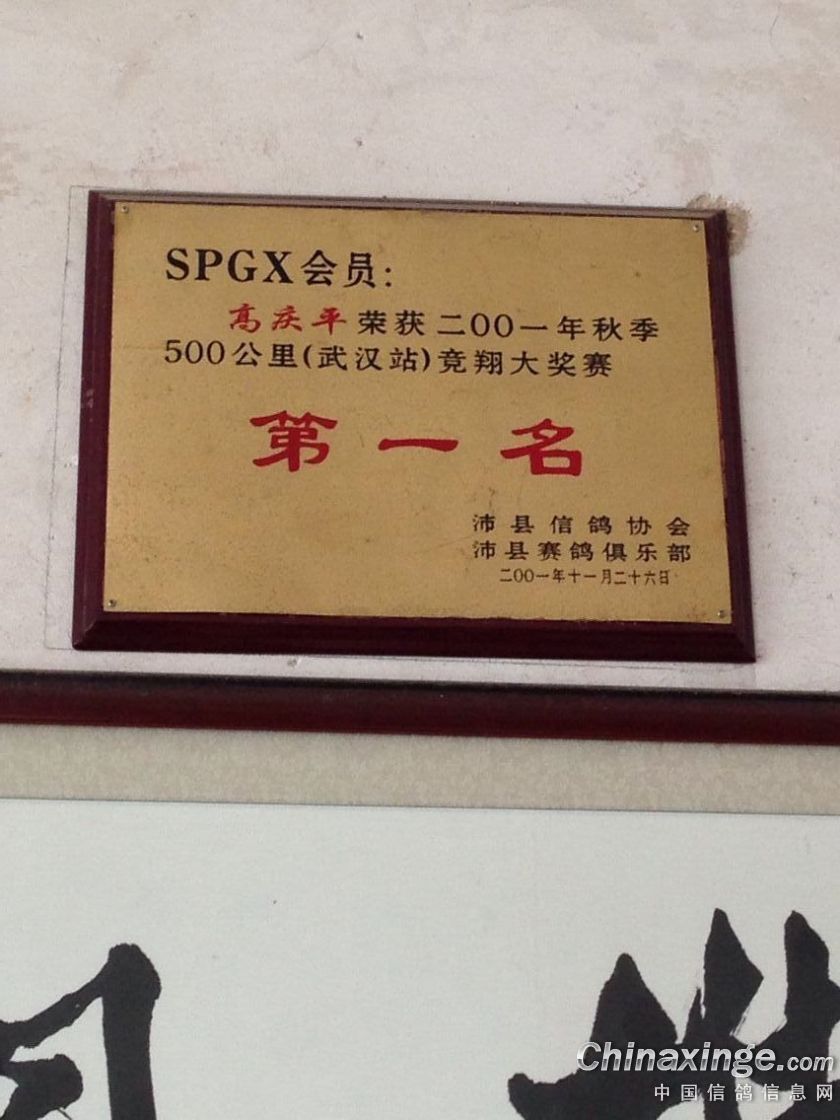 SPGX会员:
高庆平荣获二00一年秋季
500公里(武汉站)竞翔大奖赛
第一名
沛县信鸽协会
沛县赛鸽俱乐部
二00一年十一月二十六日
Chinaxinge.com
中国信鸽信息网